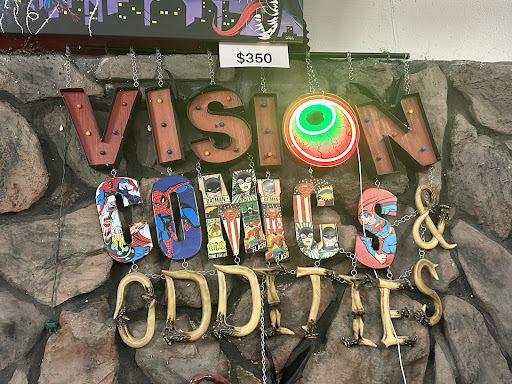 $350
VISION
COMICS &
ODDITIES